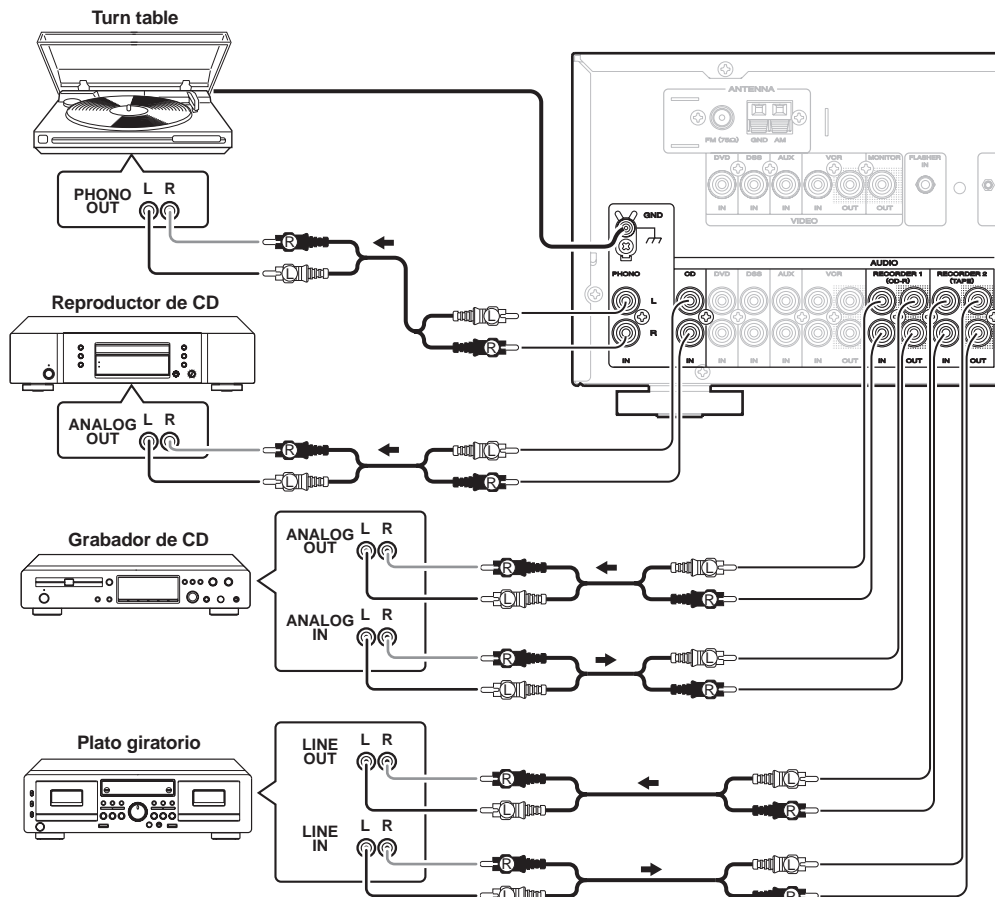 Turn table
PHONO OUT
L R
R
L
L
R
Reproductor de CD
ANALOG OUT
L R
R
L
L
R
Grabador de CD
ANALOG OUT
L R
R
L
L
R
ANALOG IN
L R
R
L
L
R
Plato giratorio
LINE OUT
L R
R
L
L
R
LINE IN
L R
R
L
L
R
ANTENNA
FM (75Ω) GND AM
DVD DSS AUX VCR MONITOR
IN IN IN IN OUT OUT
VIDEO
FLASHER IN
GND
AUDIO
PHONO CD DVD DSS AUX VCR RECORDER 1 (CD-R) RECORDER 2 (TAPE)
L
R
IN IN IN IN IN IN OUT IN OUT IN OUT